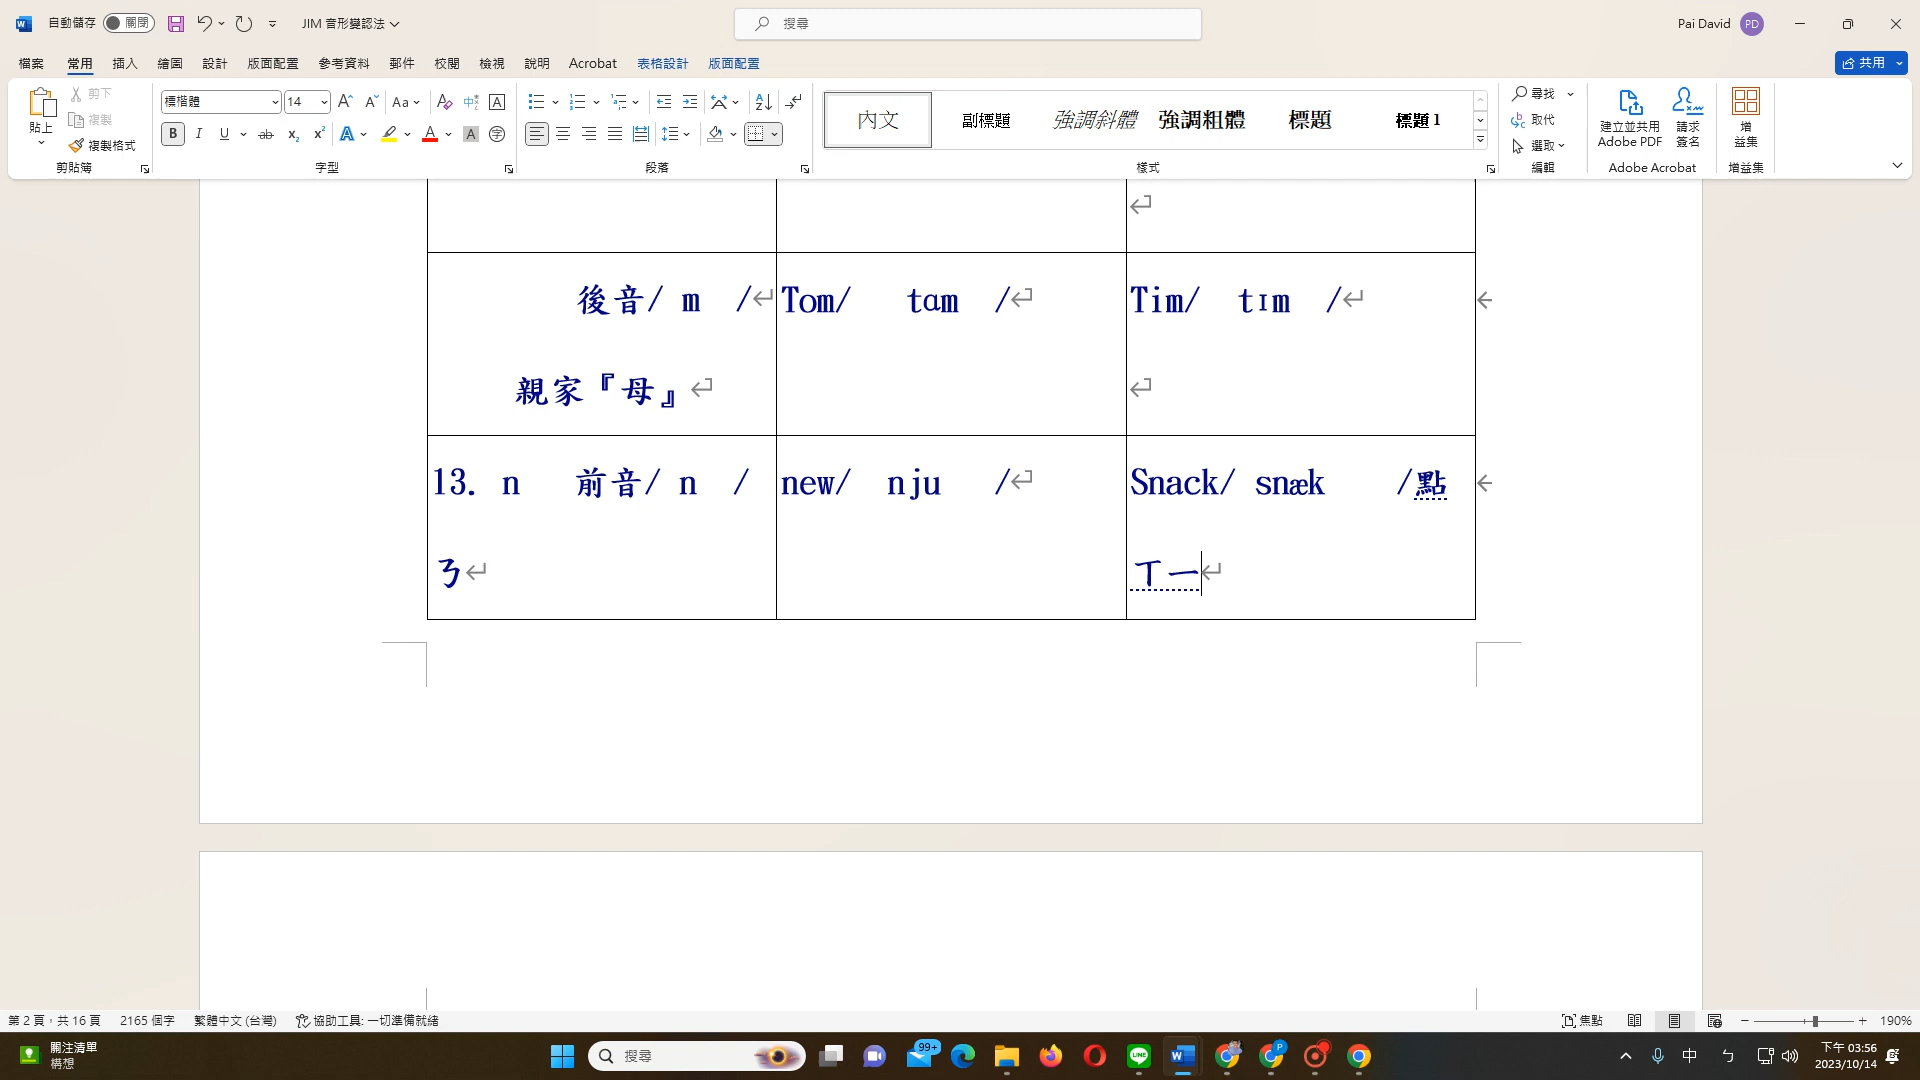 自動儲存 關閉 JIM 音形變認法 搜尋 Pai David PD
檔案 常用 插入 繪圖 設計 版面配置 參考資料 郵件 校閱 檢視 說明 Acrobat 表格設計 版面配置 共用
貼上 剪下 複製 複製格式 剪貼簿
標楷體 14 字型
段落
內文 副標題 強調斜體 強調粗體 標題 標題 1 樣式
尋找 取代 選取 編輯
建立並共用 Adobe PDF 請求 簽名 Adobe Acrobat
增 益集 增益集
後音/ m /
親家『母』
Tom/ tɑm /
Tim/ tɪm /
13. n 前音/ n /
ㄋ
new/ nju /
Snack/ snæk /點
ㄒ一
第 2 頁，共 16 頁 2165 個字 繁體中文 (台灣) 協助工具: 一切準備就緒 焦點 190%
關注清單
構想
搜尋 99+ 中 ㄅ 下午 03:56
2023/10/14